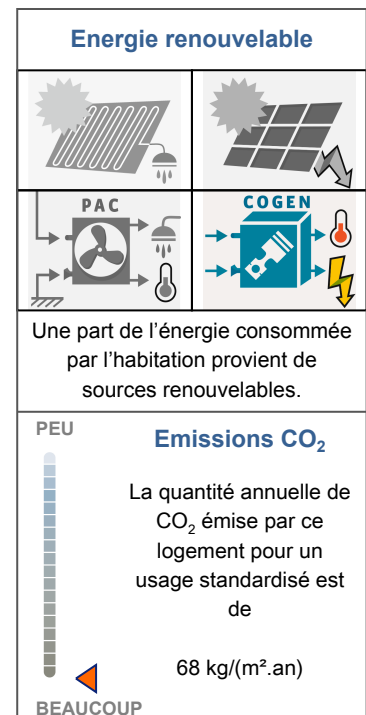 Energie renouvelable
PAC
COGEN
Une part de l'énergie consommée
par l'habitation provient de
sources renouvelables.
PEU
Emissions CO₂
La quantité annuelle de
CO₂ émise par ce
logement pour un
usage standardisé est
de
68 kg/(m².an)
BEAUCOUP